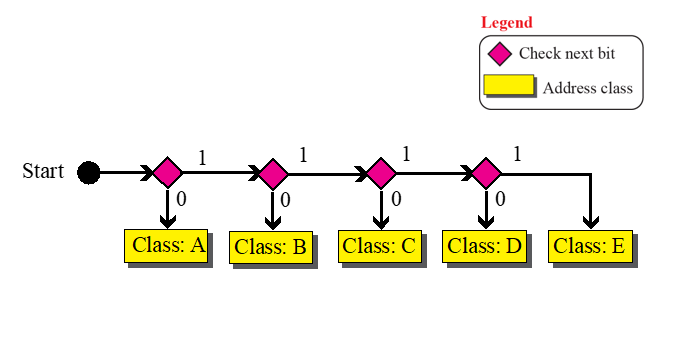 Legend
Check next bit
Address class
Start
1
1
1
1
0
0
0
0
Class: A
Class: B
Class: C
Class: D
Class: E